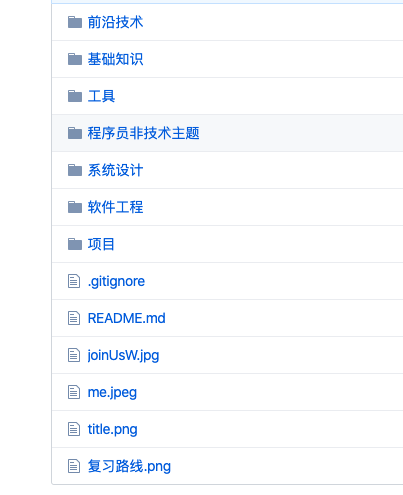 前沿技术
基础知识
工具
程序员非技术主题
系统设计
软件工程
项目
.gitignore
README.md
joinUsW.jpg
me.jpeg
title.png
复习路线.png